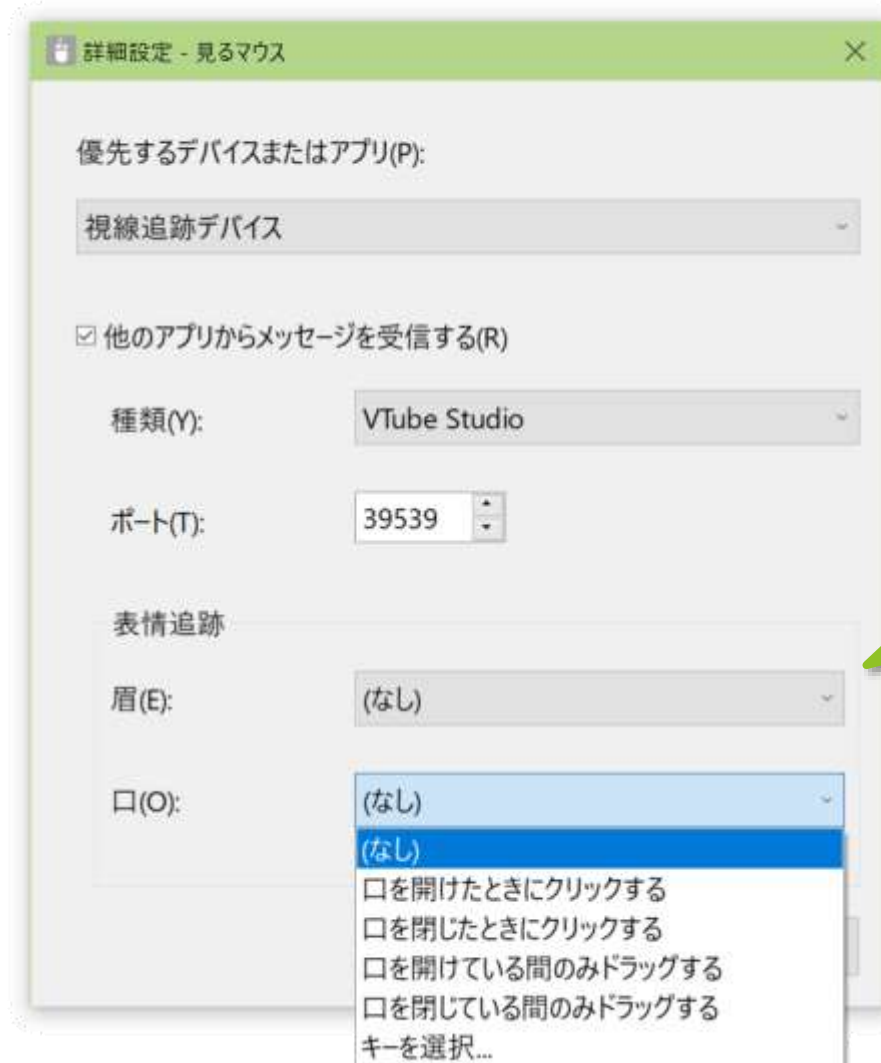 詳細設定 - 見るマウス
優先するデバイスまたはアプリ(P):
視線追跡デバイス
他のアプリからメッセージを受信する(R)
種類(Y): VTube Studio
ポート(T): 39539
表情追跡
眉(E): (なし)
口(O): (なし)
(なし)
口を開けたときにクリックする
口を閉じたときにクリックする
口を開けている間のみドラッグする
口を閉じている間のみドラッグする
キーを選択...